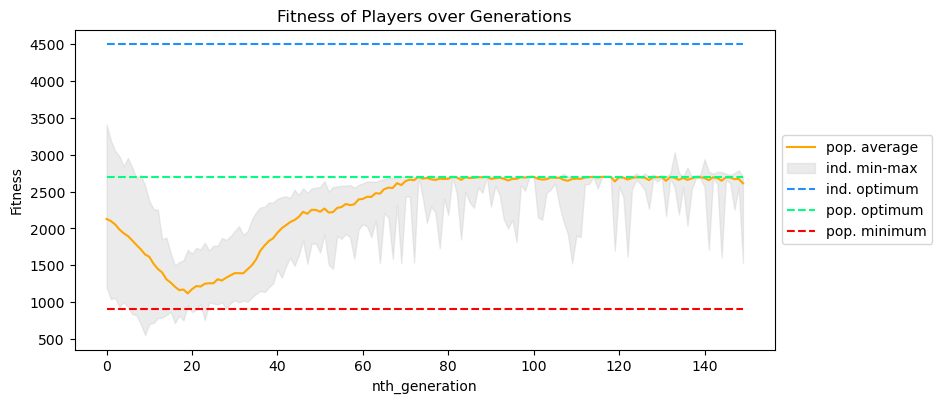 Fitness of Players over Generations
Fitness
4500
4000
3500
3000
2500
2000
1500
1000
500
0
20
40
60
80
100
120
140
nth_generation
pop. average
ind. min-max
ind. optimum
pop. optimum
pop. minimum